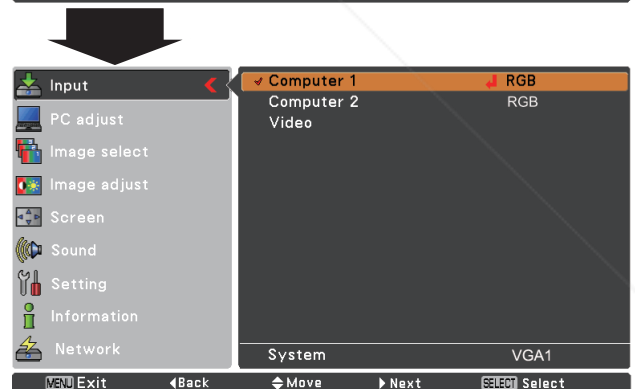 Input
PC adjust
Image select
Image adjust
Screen
Sound
Setting
Information
Network
Computer 1 RGB
Computer 2 RGB
Video
System VGA1
MENU Exit Back Move Next SELECT Select